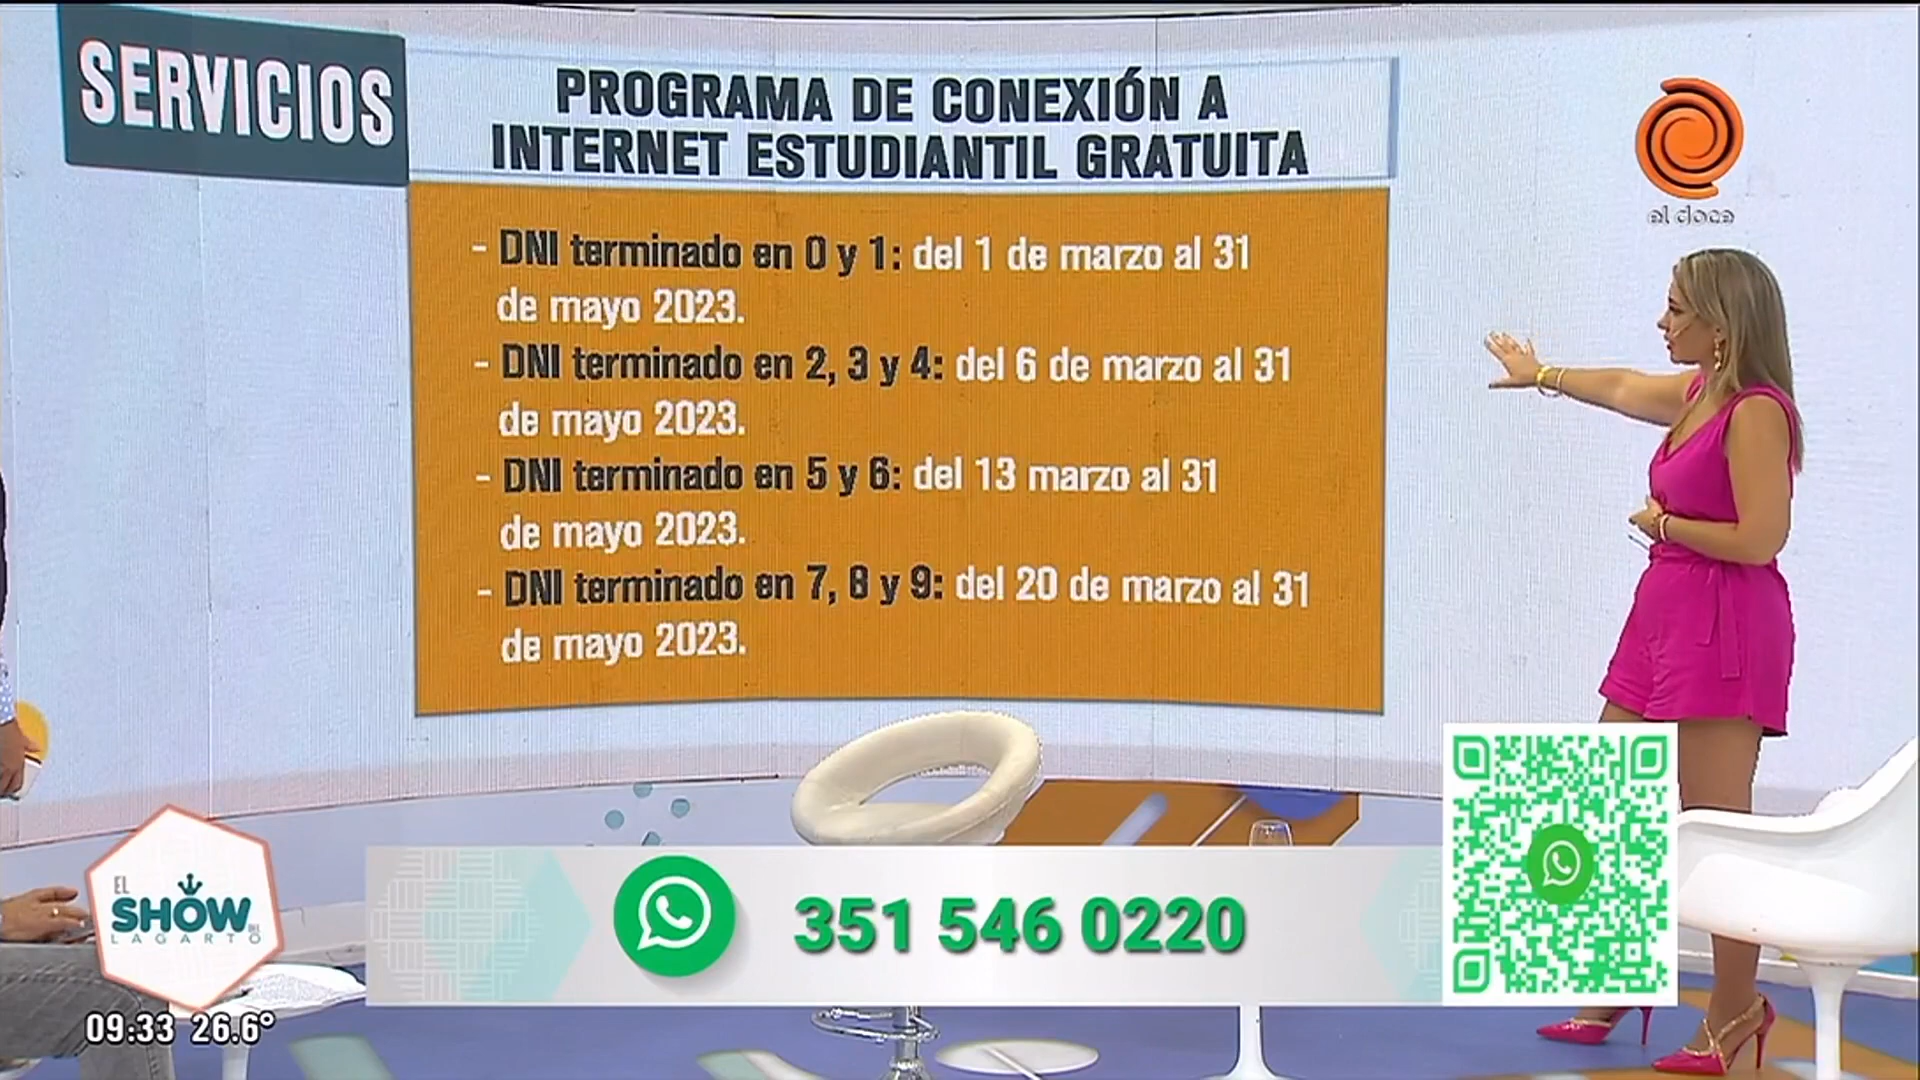 SERVICIOS
PROGRAMA DE CONEXIÓN A
INTERNET ESTUDIANTIL GRATUITA
- DNI terminado en 0 y 1: del 1 de marzo al 31
de mayo 2023.
- DNI terminado en 2, 3 y 4: del 6 de marzo al 31
de mayo 2023.
- DNI terminado en 5 y 6: del 13 marzo al 31
de mayo 2023.
- DNI terminado en 7, 8 y 9: del 20 de marzo al 31
de mayo 2023.
el doce
EL
SHOW DEL
LAGARTO
351 546 0220
09:33 26.6°